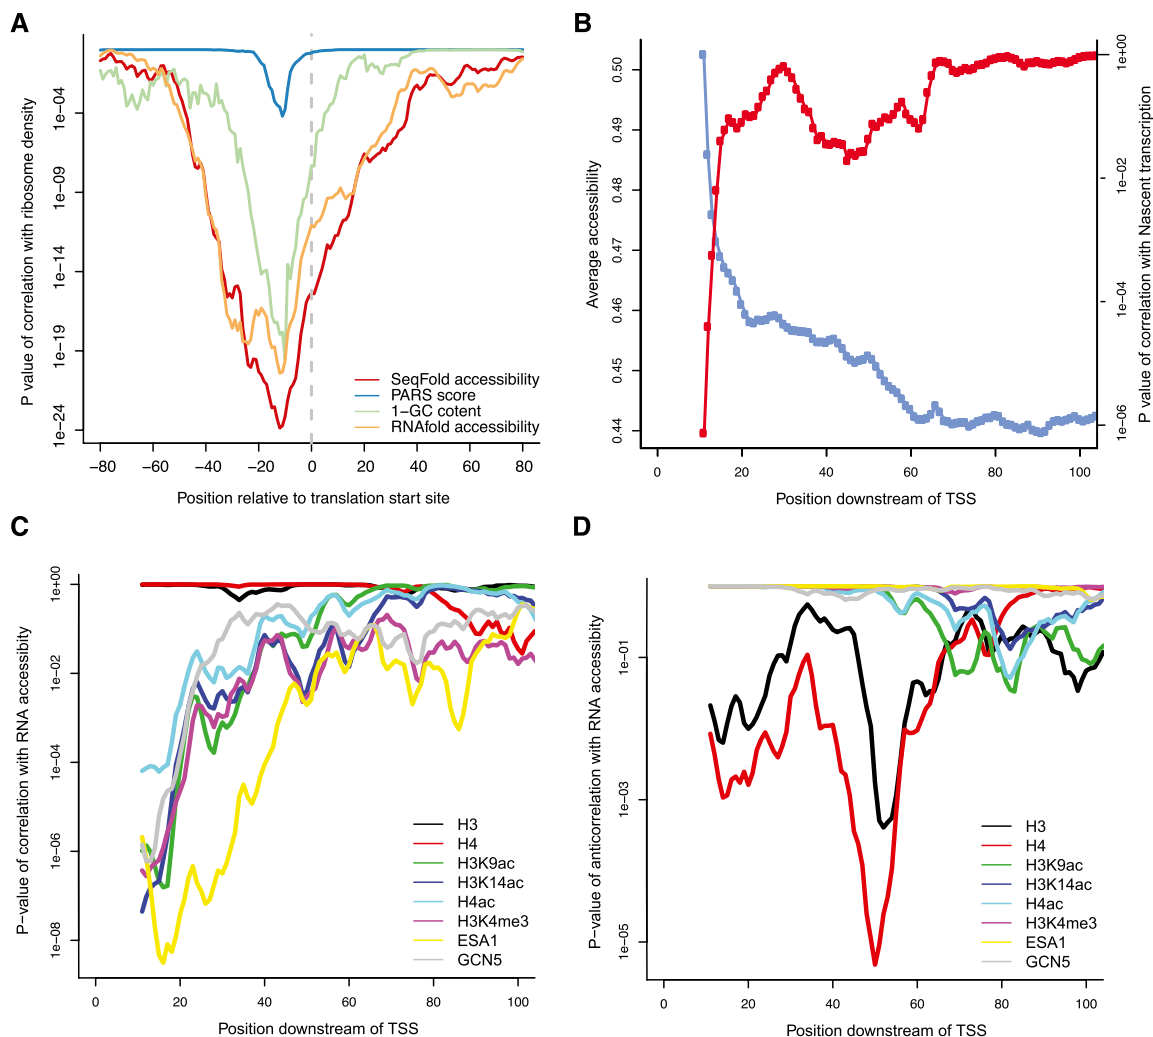 A
P value of correlation with ribosome density
1e−04
1e−09
1e−14
1e−19
1e−24
SeqFold accessibility
PARS score
1−GC cotent
RNAfold accessibility
−80 −60 −40 −20 0 20 40 60 80
Position relative to translation start site
B
Average accessibility
0.50
0.49
0.48
0.47
0.46
0.45
0.44
1e+00
1e−02
1e−04
1e−06
P value of correlation with Nascent transcription
0 20 40 60 80 100
Position downstream of TSS
C
P−value of correlation with RNA accessiblity
1e+00
1e−02
1e−04
1e−06
1e−08
H3
H4
H3K9ac
H3K14ac
H4ac
H3K4me3
ESA1
GCN5
0 20 40 60 80 100
Position downstream of TSS
D
P−value of anticorrelation with RNA accessibiity
1e−01
1e−03
1e−05
H3
H4
H3K9ac
H3K14ac
H4ac
H3K4me3
ESA1
GCN5
0 20 40 60 80 100
Position downstream of TSS